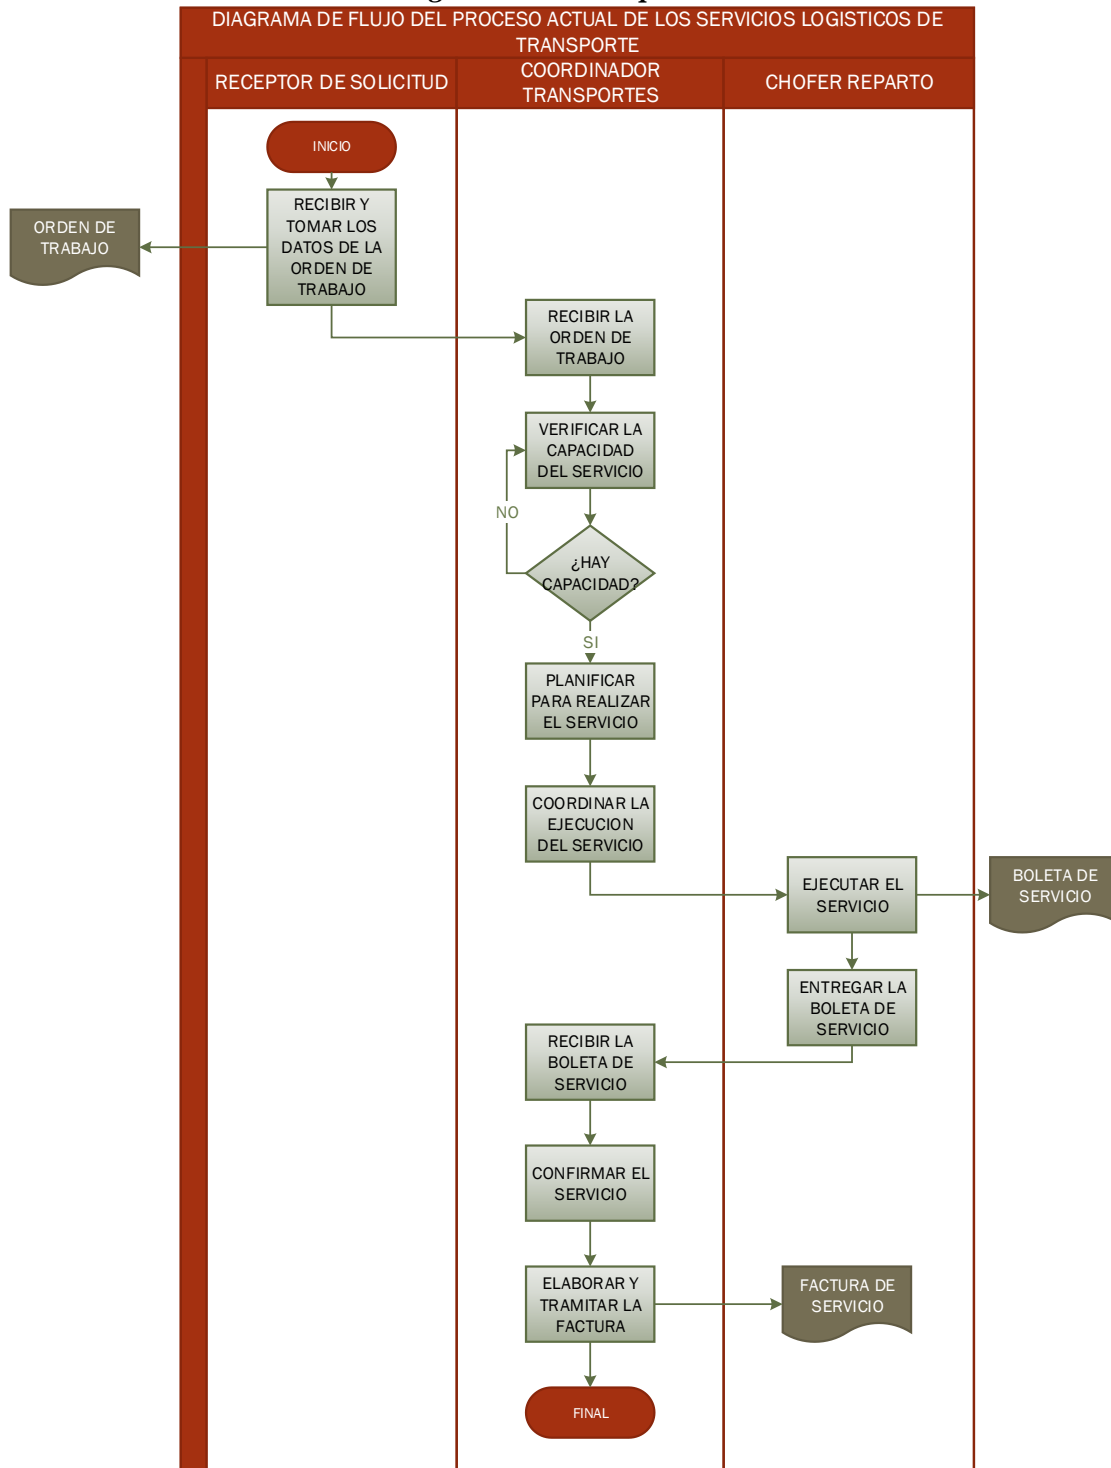 DIAGRAMA DE FLUJO DEL PROCESO ACTUAL DE LOS SERVICIOS LOGISTICOS DE
TRANSPORTE
RECEPTOR DE SOLICITUD
COORDINADOR
TRANSPORTES
CHOFER REPARTO
INICIO
RECIBIR Y
TOMAR LOS
DATOS DE LA
ORDEN DE
TRABAJO
ORDEN DE
TRABAJO
RECIBIR LA
ORDEN DE
TRABAJO
VERIFICAR LA
CAPACIDAD
DEL SERVICIO
NO
¿HAY
CAPACIDAD?
SI
PLANIFICAR
PARA REALIZAR
EL SERVICIO
COORDINAR LA
EJECUCION
DEL SERVICIO
EJECUTAR EL
SERVICIO
BOLETA DE
SERVICIO
ENTREGAR LA
BOLETA DE
SERVICIO
RECIBIR LA
BOLETA DE
SERVICIO
CONFIRMAR EL
SERVICIO
ELABORAR Y
TRAMITAR LA
FACTURA
FACTURA DE
SERVICIO
FINAL